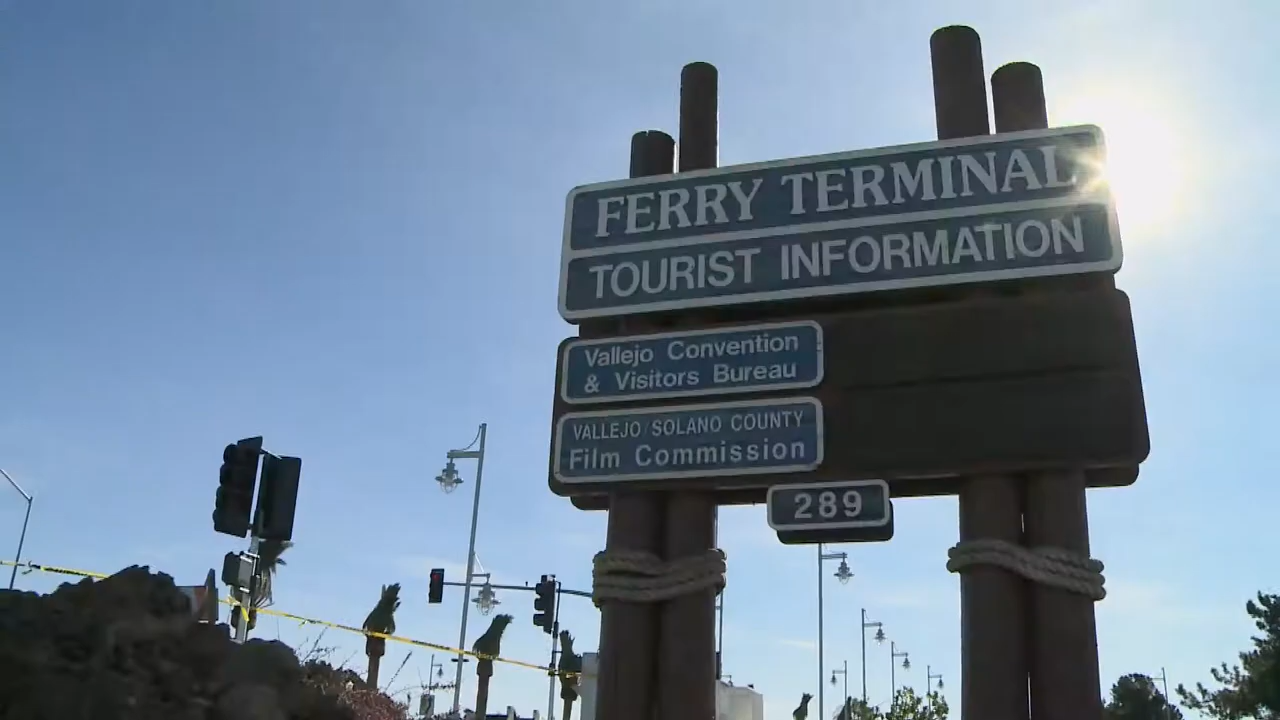 FERRY TERMINAL
TOURIST INFORMATION
Vallejo Convention
& Visitors Bureau
VALLEJO/SOLANO COUNTY
Film Commission
289